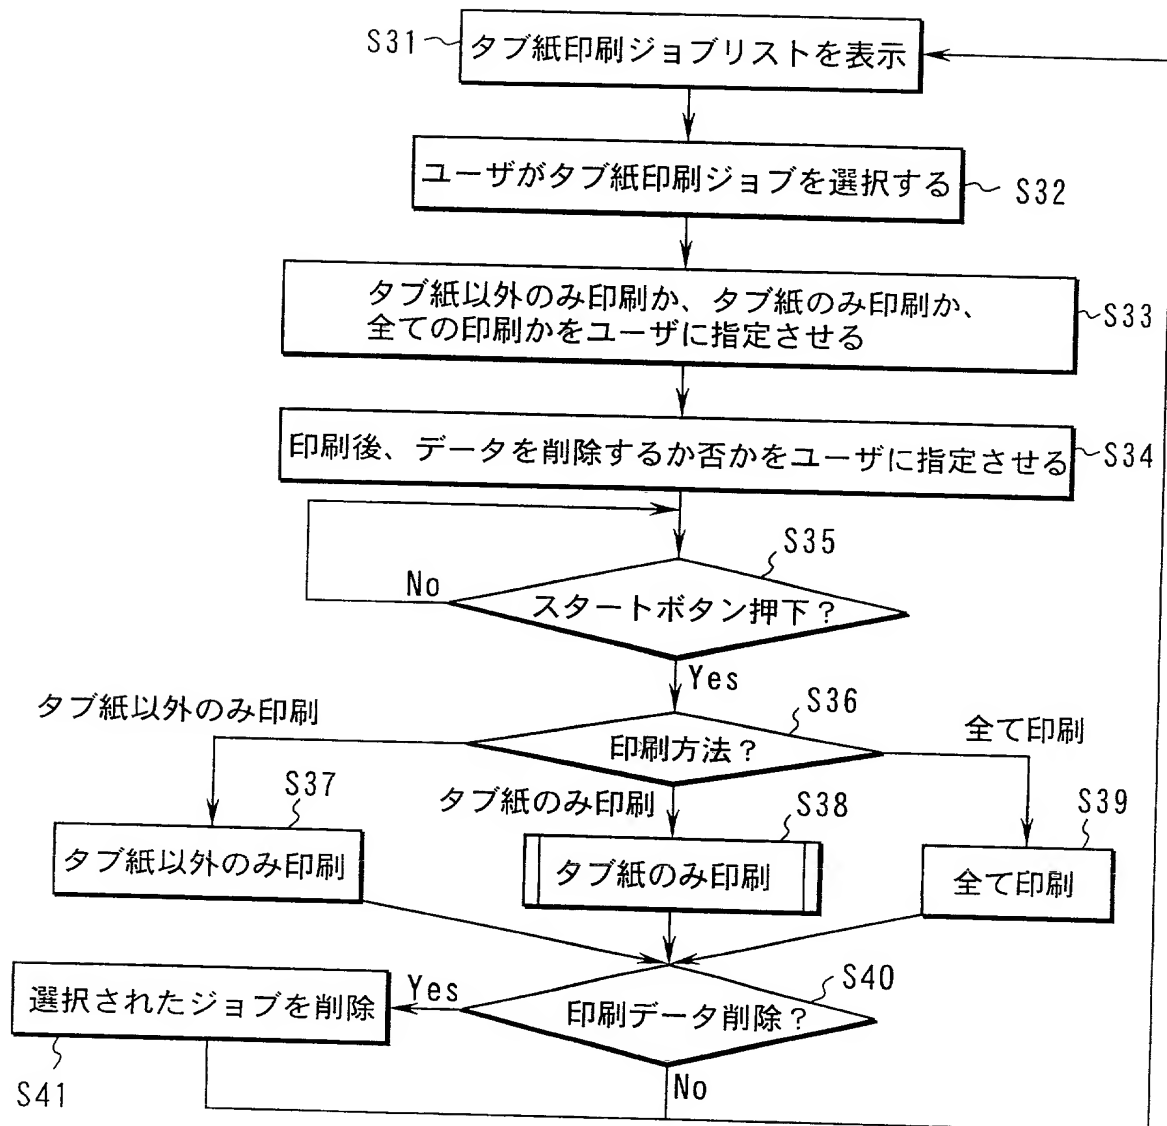 S31
タブ紙印刷ジョブリストを表示
ユーザがタブ紙印刷ジョブを選択する
S32
タブ紙以外のみ印刷か、タブ紙のみ印刷か、
全ての印刷かをユーザに指定させる
S33
印刷後、データを削除するか否かをユーザに指定させる
S34
S35
No
スタートボタン押下？
Yes
タブ紙以外のみ印刷
S36
全て印刷
印刷方法？
S37
タブ紙のみ印刷
S38
S39
タブ紙以外のみ印刷
タブ紙のみ印刷
全て印刷
S40
選択されたジョブを削除
Yes
印刷データ削除？
S41
No